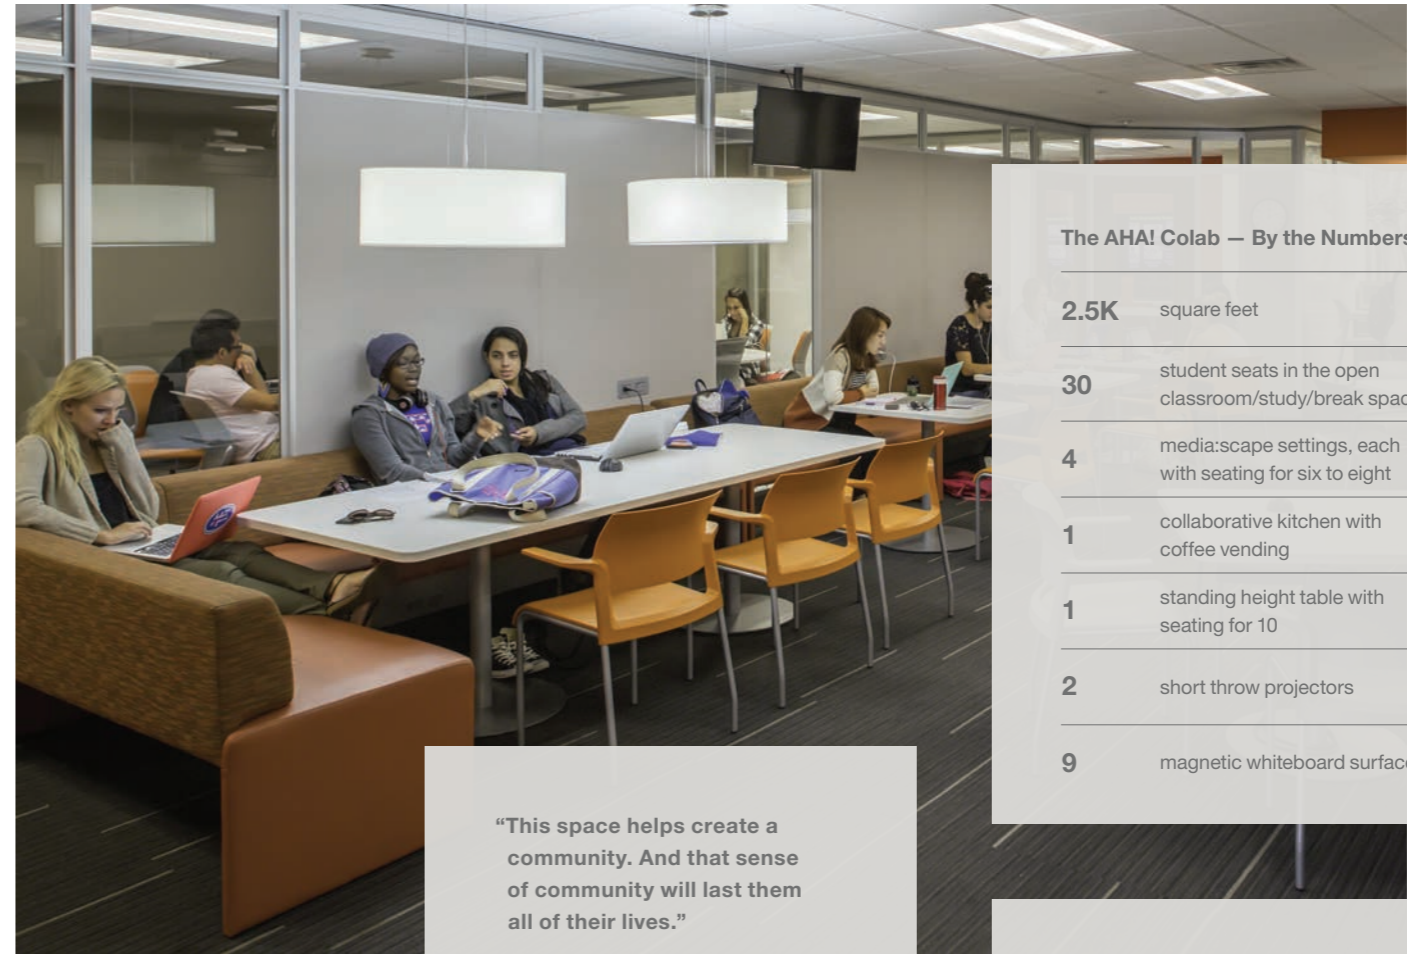 The AHA! Colab — By the Numbers
2.5K square feet
30 student seats in the open
classroom/study/break spac
4 media:scape settings, each
with seating for six to eight
1 collaborative kitchen with
coffee vending
1 standing height table with
seating for 10
2 short throw projectors
9 magnetic whiteboard surfac
“This space helps create a
community. And that sense
of community will last them
all of their lives.”